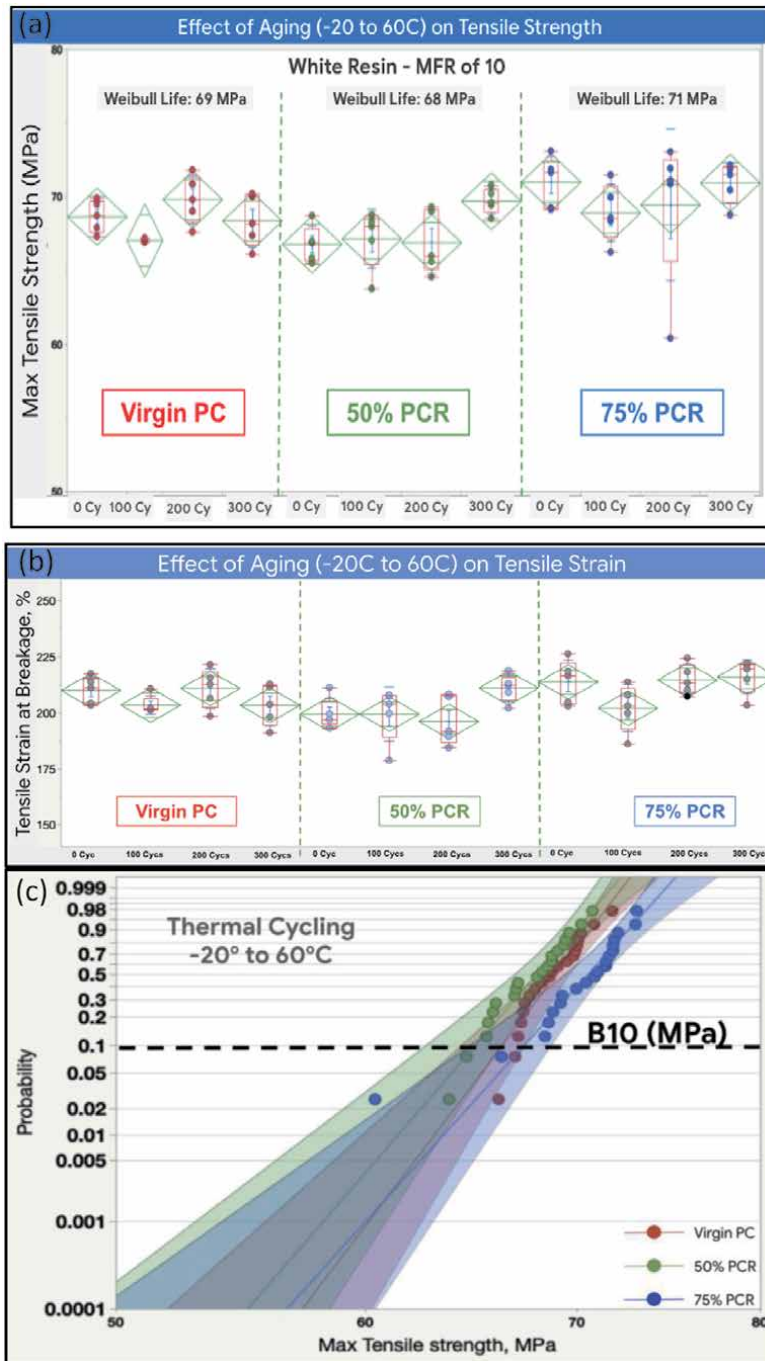 (a) Effect of Aging (-20 to 60C) on Tensile Strength
White Resin - MFR of 10
Weibull Life: 69 MPa Weibull Life: 68 MPa Weibull Life: 71 MPa
Max Tensile Strength (MPa)
80
70
60
50
Virgin PC 50% PCR 75% PCR
0 Cy 100 Cy 200 Cy 300 Cy 0 Cy 100 Cy 200 Cy 300 Cy 0 Cy 100 Cy 200 Cy 300 Cy
(b) Effect of Aging (-20C to 60C) on Tensile Strain
Tensile Strain at Breakage, %
250
225
200
175
150
Virgin PC 50% PCR 75% PCR
0 Cyc 100 Cycs 200 Cycs 300 Cycs 0 Cyc 100 Cycs 200 Cycs 300 Cycs 0 Cyc 100 Cycs 200 Cycs 300 Cyc
(c)
Thermal Cycling
-20° to 60°C
Probability
0.999
0.98
0.9
0.7
0.5
0.3
0.2
0.1
0.05
0.02
0.01
0.005
0.001
0.0001
B10 (MPa)
Virgin PC
50% PCR
75% PCR
50 60 70 80
Max Tensile strength, MPa